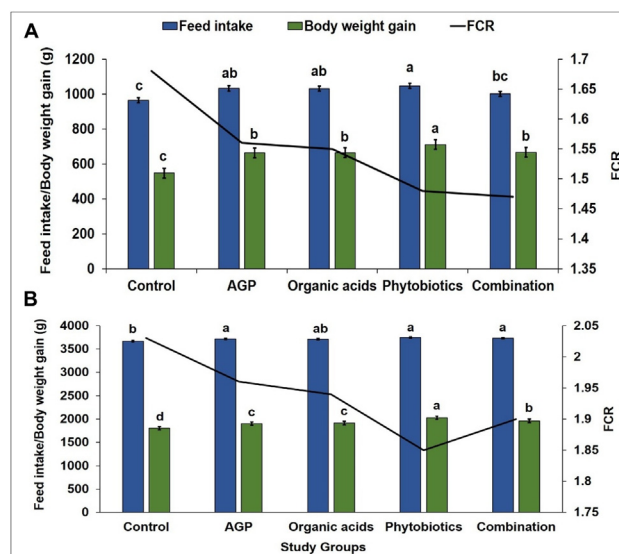 A
Feed intake Body weight gain FCR
Feed intake/Body weight gain (g)
1200
1000
800
600
400
200
0
c ab ab a bc
c b b a b
1.7
1.65
1.6
1.55
1.5
1.45
1.4
1.35
FCR
Control AGP Organic acids Phytobiotics Combination
B
Feed intake/Body weight gain (g)
4000
3500
3000
2500
2000
1500
1000
500
0
b a ab a a
d c c a b
2.05
2
1.95
1.9
1.85
1.8
1.75
FCR
Control AGP Organic acids Phytobiotics Combination
Study Groups